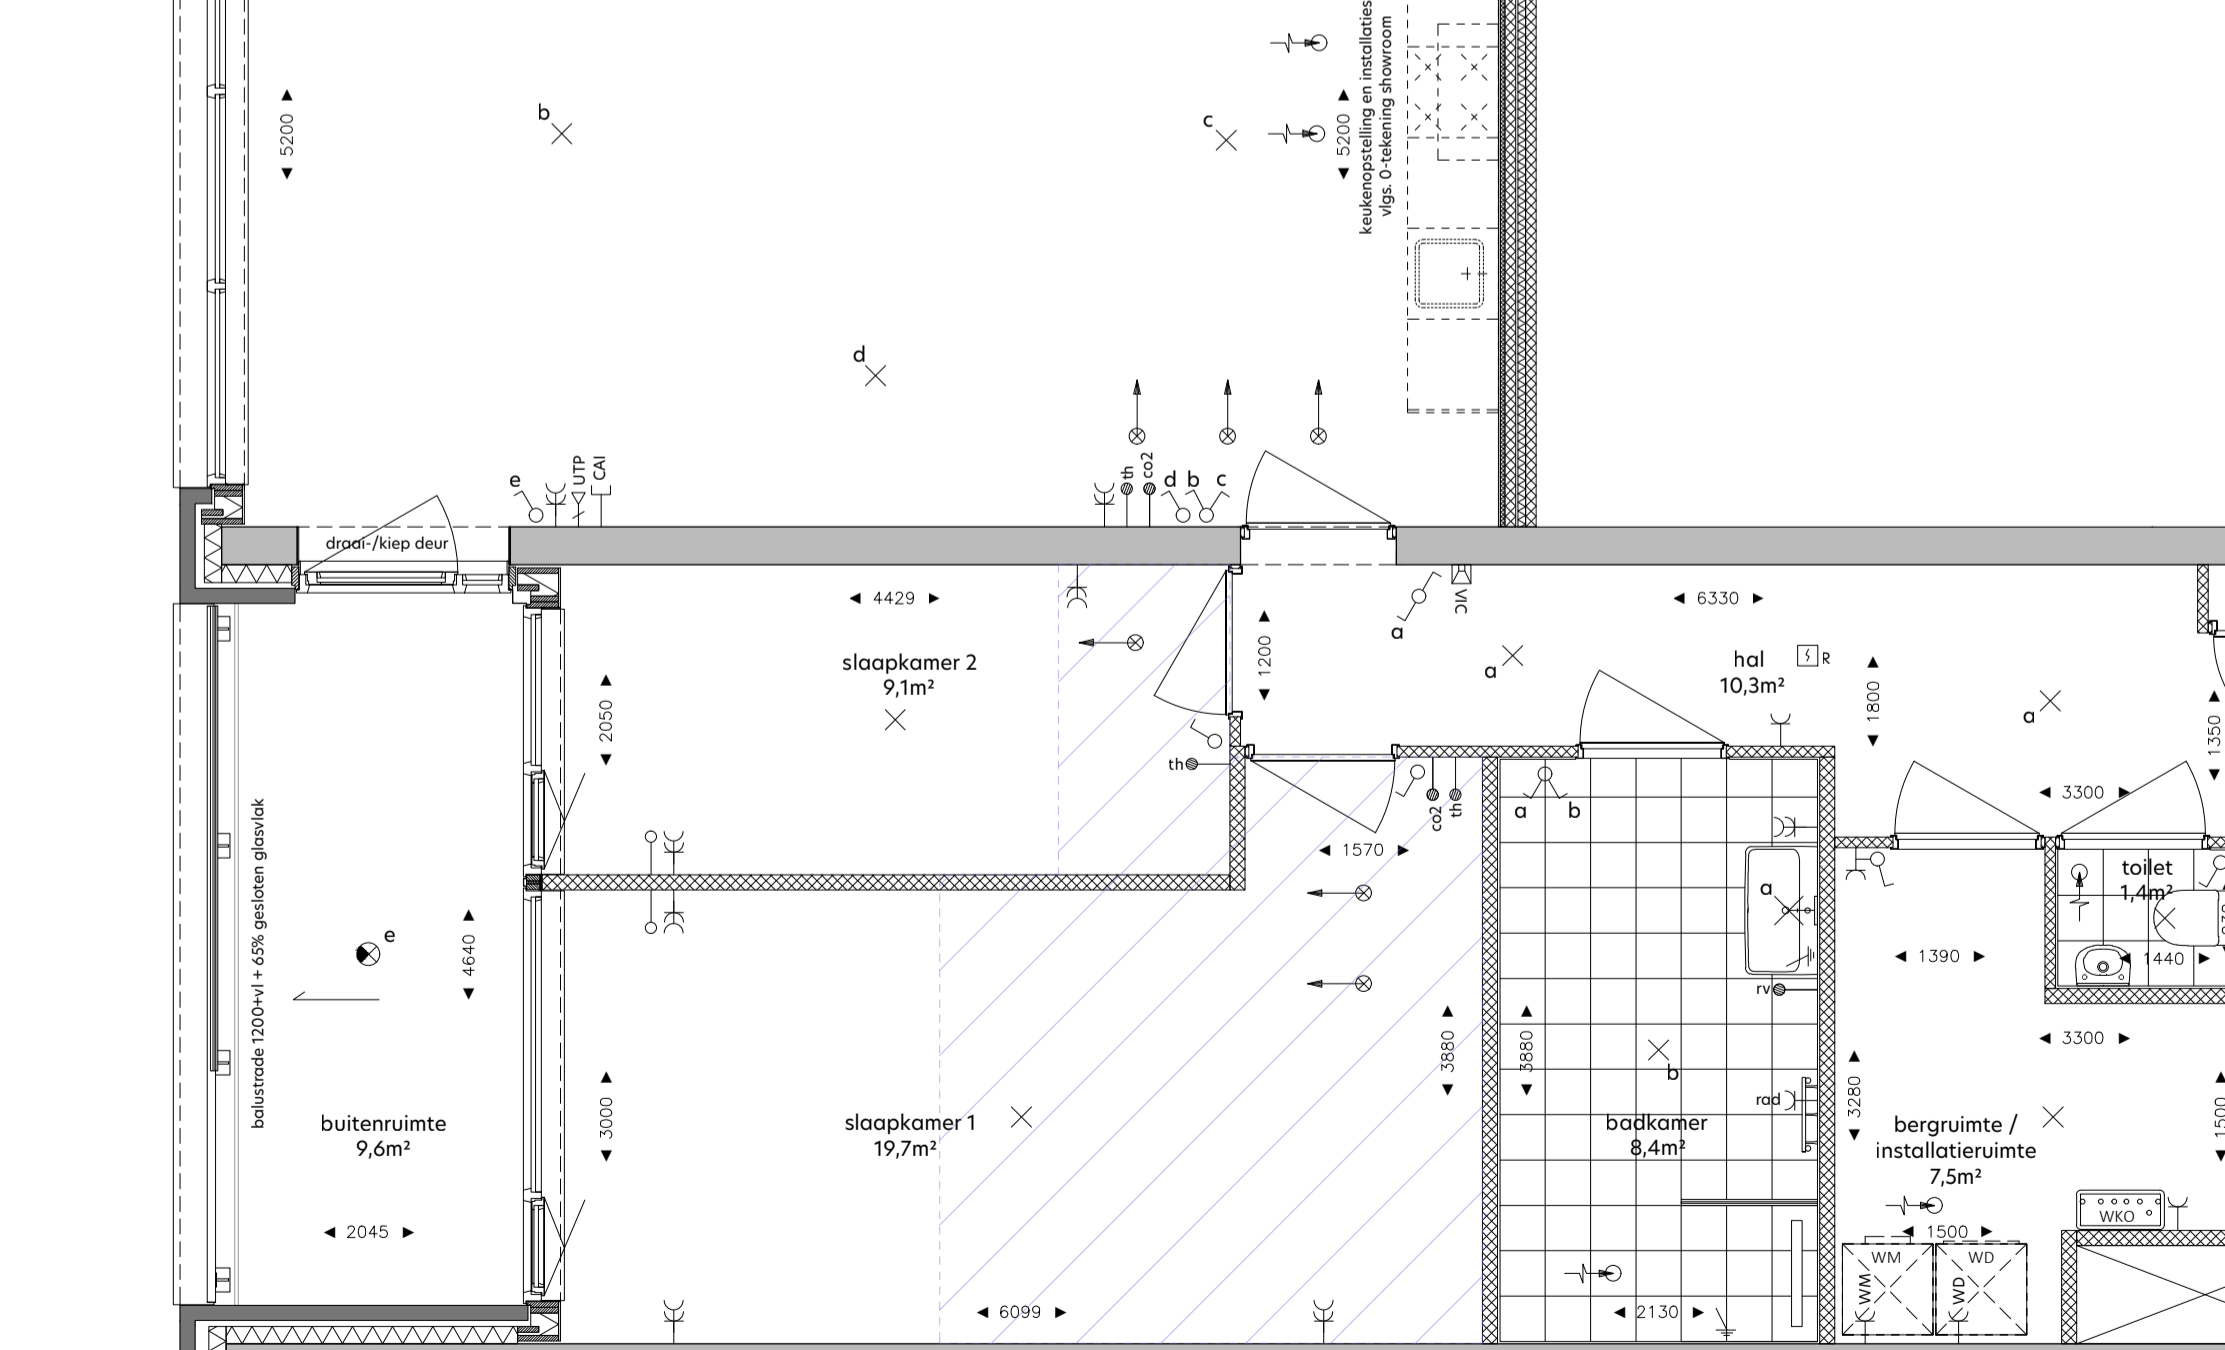 keukenopstelling en installaties
vlgs. 0-tekening showroom
5200
b
c
5200
d
e
UTP
CAI
th
co2
d
b
c
draai-/kiep deur
4429
slaapkamer 2
9,1m²
2050
th
1200
a
VIC
6330
a
hal
10,3m²
R
1800
a
1350
3300
co2
th
1570
a
b
a
rv
3880
3880
b
rad
badkamer
8,4m²
2130
toilet
1,4m²
1440
1390
3300
3280
1500
bergruimte /
installatieruimte
7,5m²
WKO
1500
WM
WD
WM
WD
balustrade 1200+vl + 65% gesloten glasvlak
e
4640
buitenruimte
9,6m²
2045
3000
slaapkamer 1
19,7m²
6099